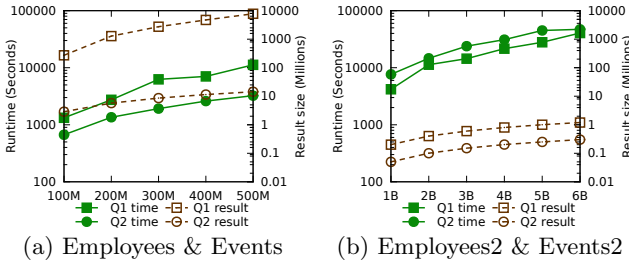 100000
10000
1000
100
Runtime (Seconds)
10000
1000
100
10
1
0.1
0.01
Result size (Millions)
100M 200M 300M 400M 500M
Q1 time Q1 result
Q2 time Q2 result
(a) Employees & Events
100000
10000
1000
100
Runtime (Seconds)
10000
1000
100
10
1
0.1
0.01
Result size (Millions)
1B 2B 3B 4B 5B 6B
Q1 time Q1 result
Q2 time Q2 result
(b) Employees2 & Events2